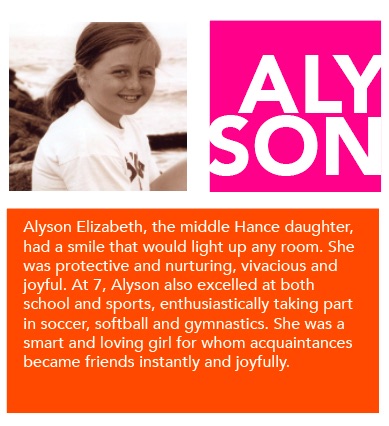 ALY
SON
Alyson Elizabeth, the middle Hance daughter,
had a smile that would light up any room. She
was protective and nurturing, vivacious and
joyful. At 7, Alyson also excelled at both
school and sports, enthusiastically taking part
in soccer, softball and gymnastics. She was a
smart and loving girl for whom acquaintances
became friends instantly and joyfully.